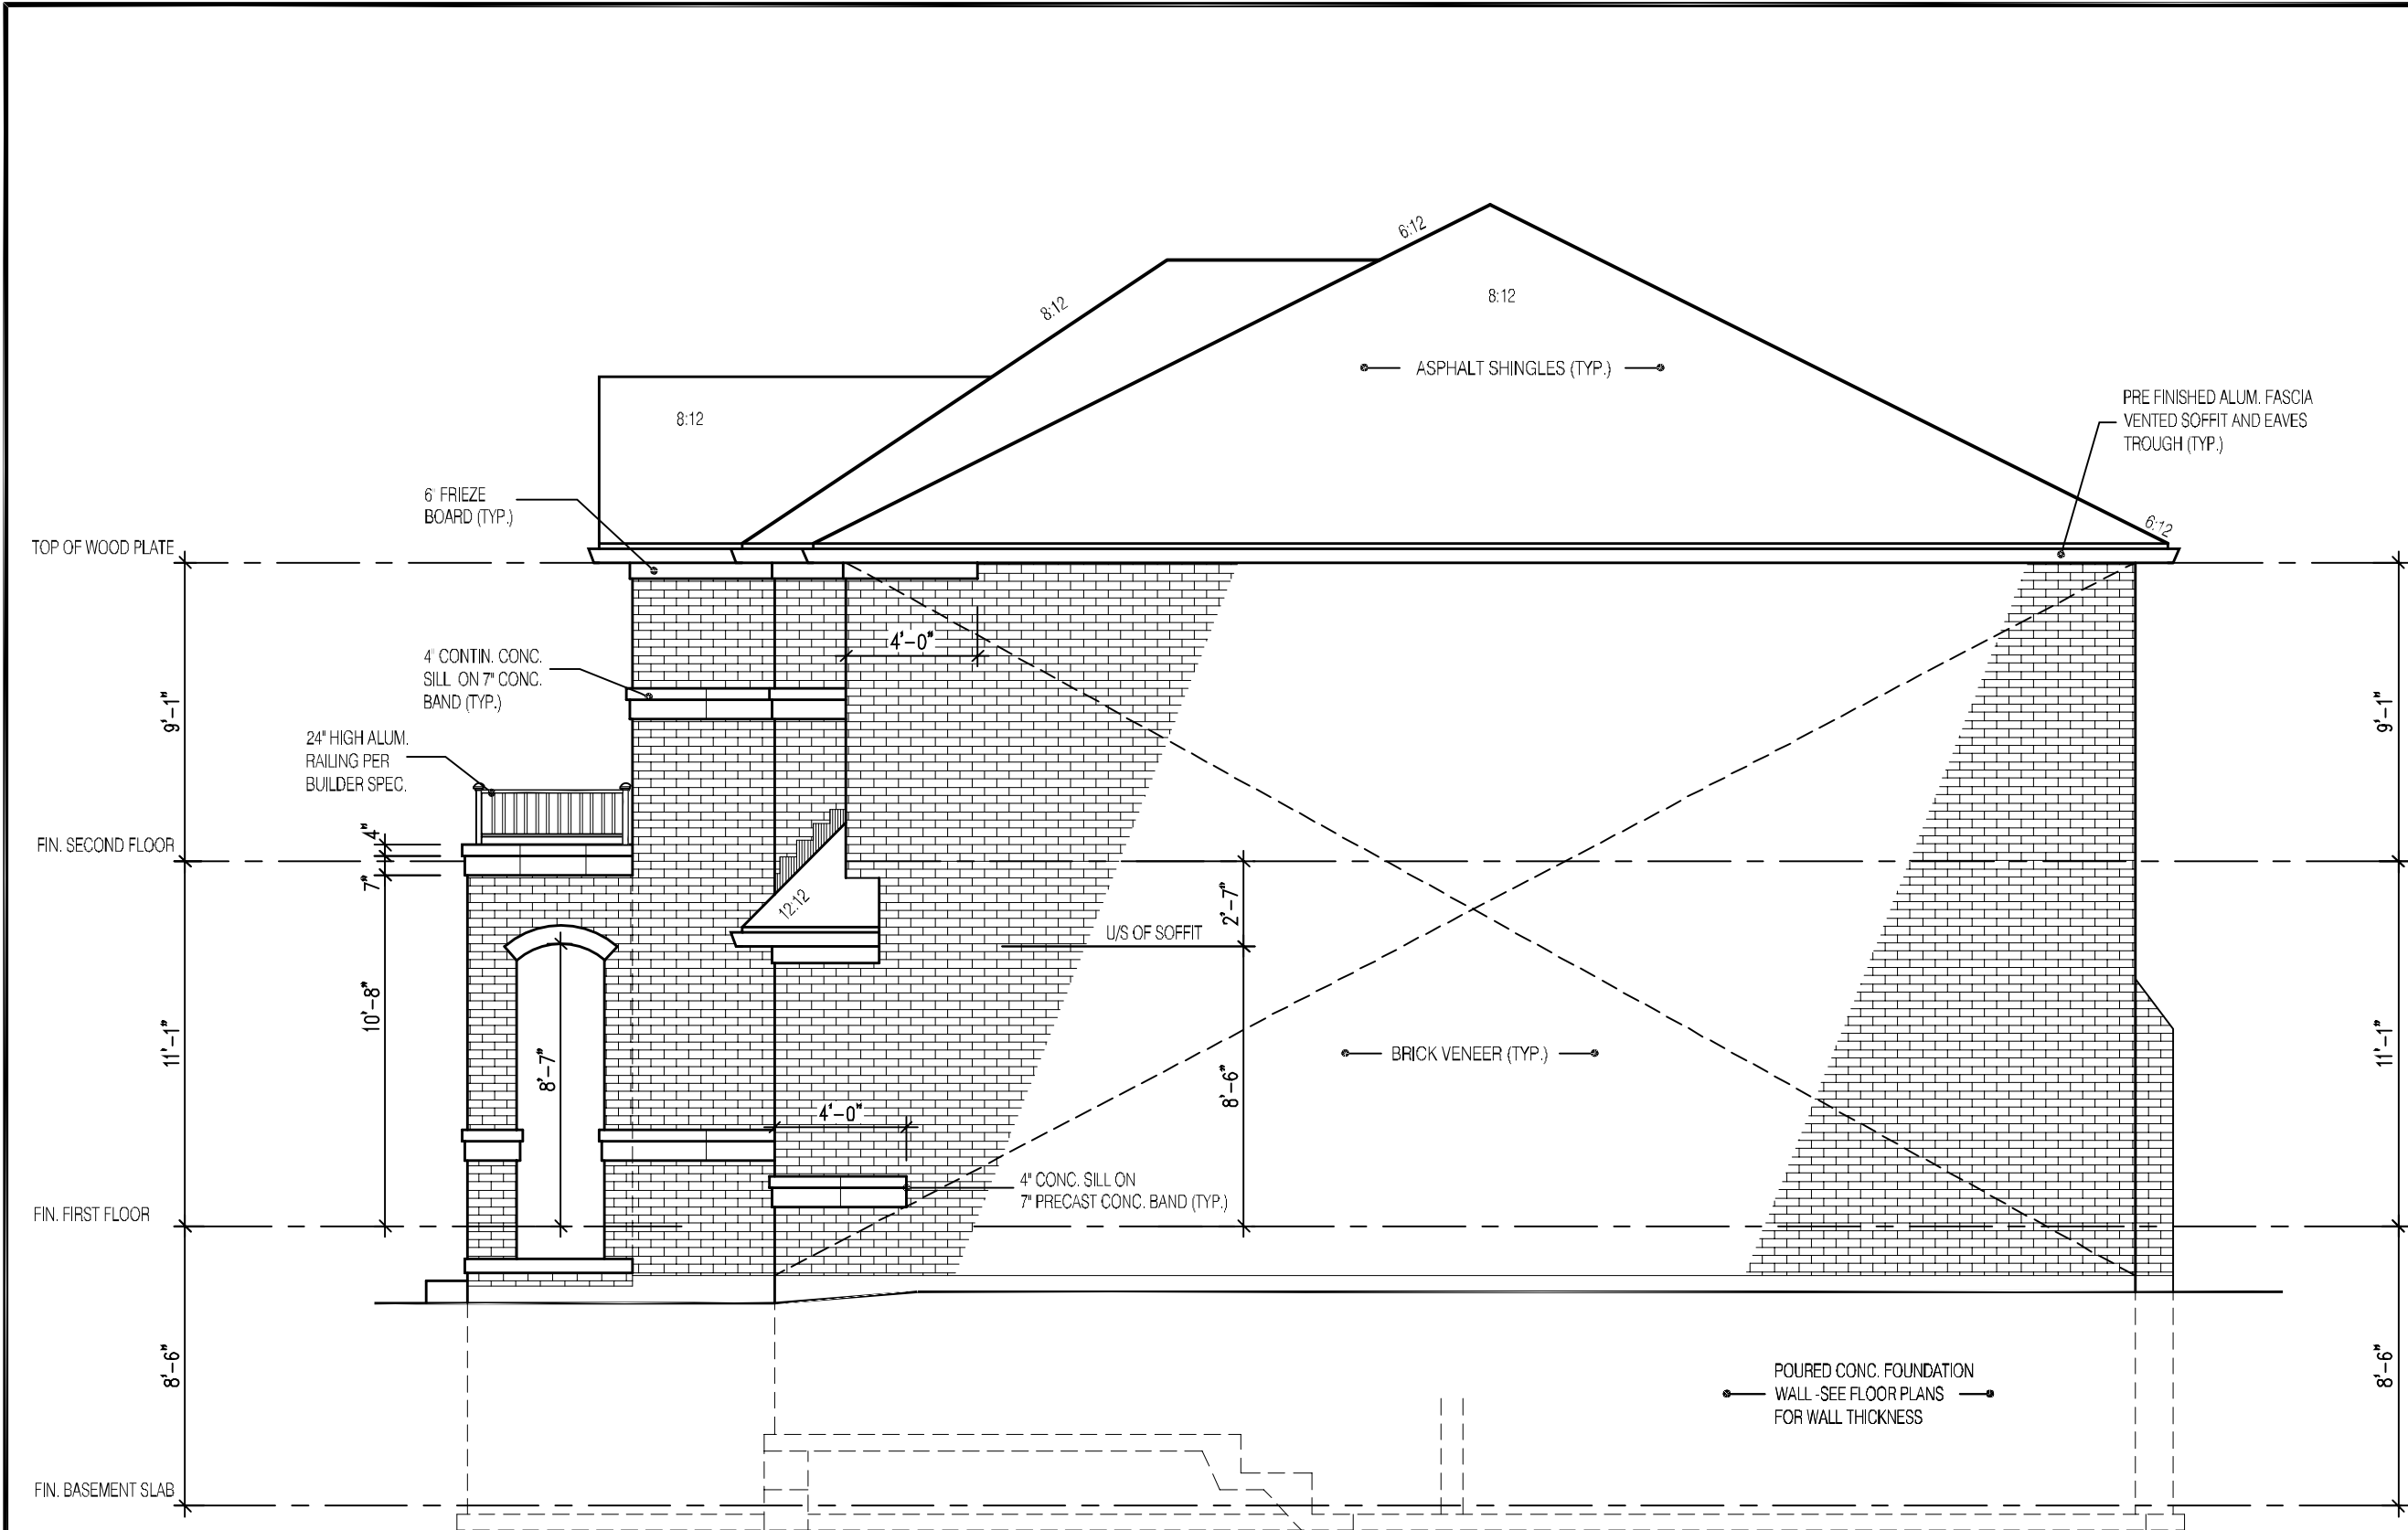 6:12
8:12
8:12
ASPHALT SHINGLES (TYP.)
PRE FINISHED ALUM. FASCIA
VENTED SOFFIT AND EAVES
TROUGH (TYP.)
8:12
6" FRIEZE
BOARD (TYP.)
6:12
TOP OF WOOD PLATE
4'-0"
4" CONTIN. CONC.
SILL ON 7" CONC.
BAND (TYP.)
9'-1"
9'-1"
24" HIGH ALUM.
RAILING PER
BUILDER SPEC.
4"
FIN. SECOND FLOOR
7"
12:12
2'-7"
U/S OF SOFFIT
10'-8"
11'-1"
8'-7"
BRICK VENEER (TYP.)
11'-1"
8'-6"
4'-0"
4" CONC. SILL ON
7" PRECAST CONC. BAND (TYP.)
FIN. FIRST FLOOR
8'-6"
POURED CONC. FOUNDATION
WALL -SEE FLOOR PLANS
FOR WALL THICKNESS
8'-6"
FIN. BASEMENT SLAB